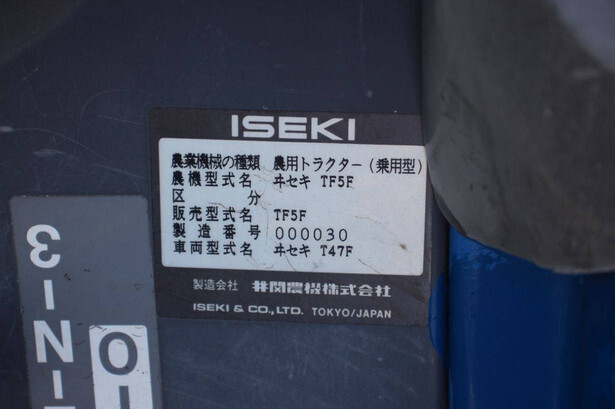 ISEKI
農業機械の種類 農用トラクター(乗用型)
農機型式名 ヰセキ TF5F
区分
販売型式名 TF5F
製造番号 000030
車両型式名 ヰセキ T47F
製造会社 井関農機株式会社
ISEKI & CO., LTD. TOKYO/JAPAN